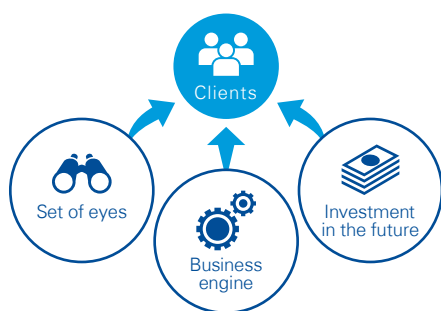 Clients
Set of eyes
Business
engine
Investment
in the future